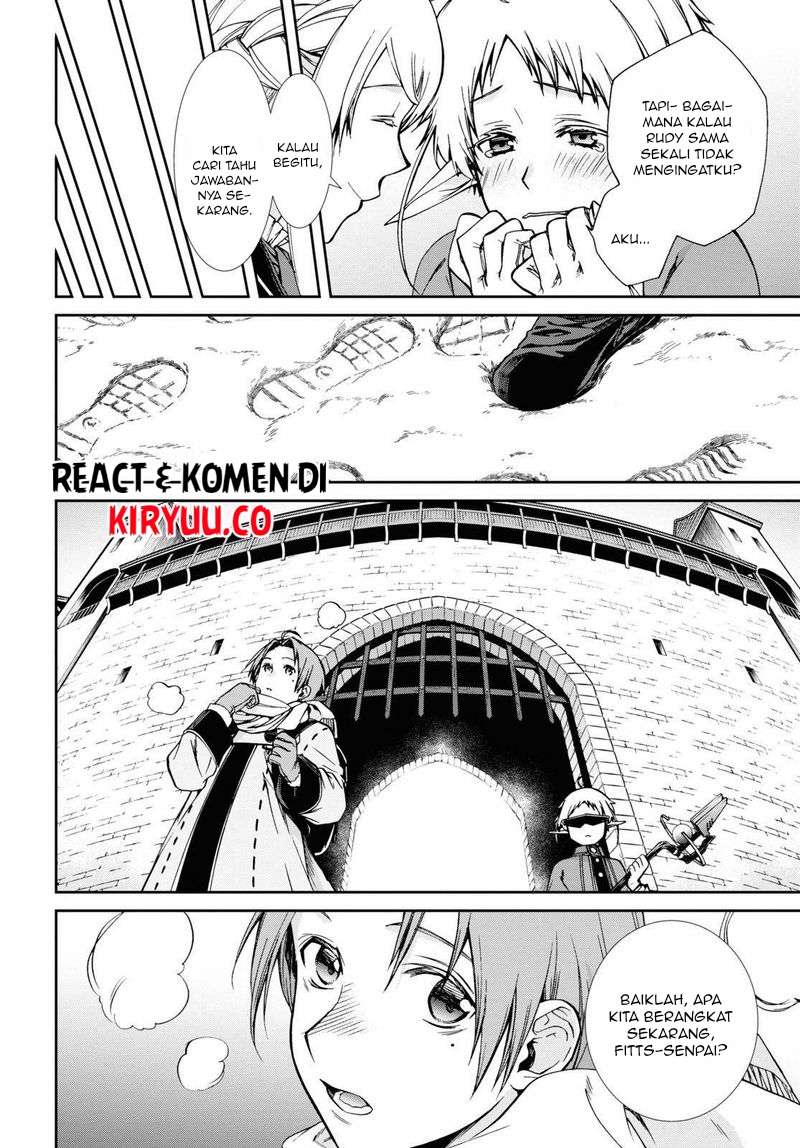 TAPI- BAGAI-
MANA KALAU
RUDY SAMA
SEKALI TIDAK
MENGINGATKU?
AKU...
KALAU
BEGITU,
KITA
CARI TAHU
JAWABAN-
NYA SE-
KARANG.
REACT & KOMEN DI
KIRYUU.CO
BAIKLAH, APA
KITA BERANGKAT
SEKARANG,
FITTS-SENPAI?